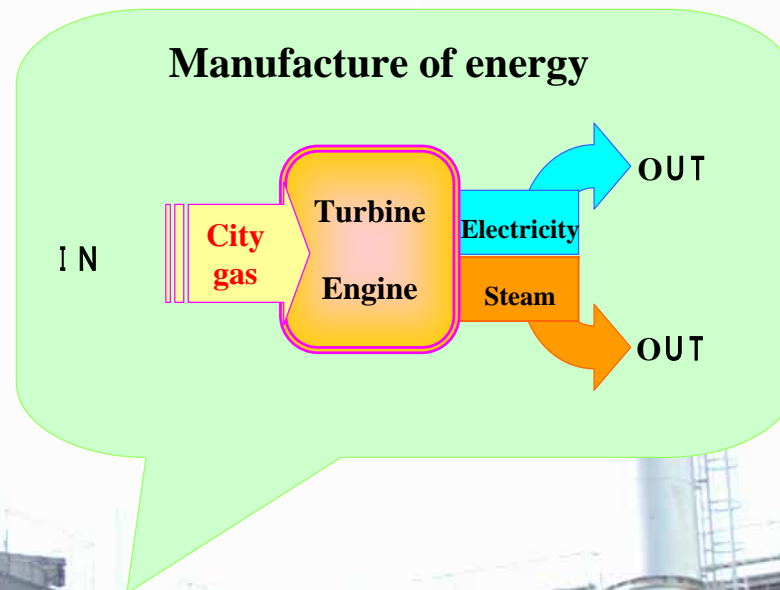 Manufacture of energy
IN
City
gas
Turbine
Engine
Electricity
Steam
OUT
OUT